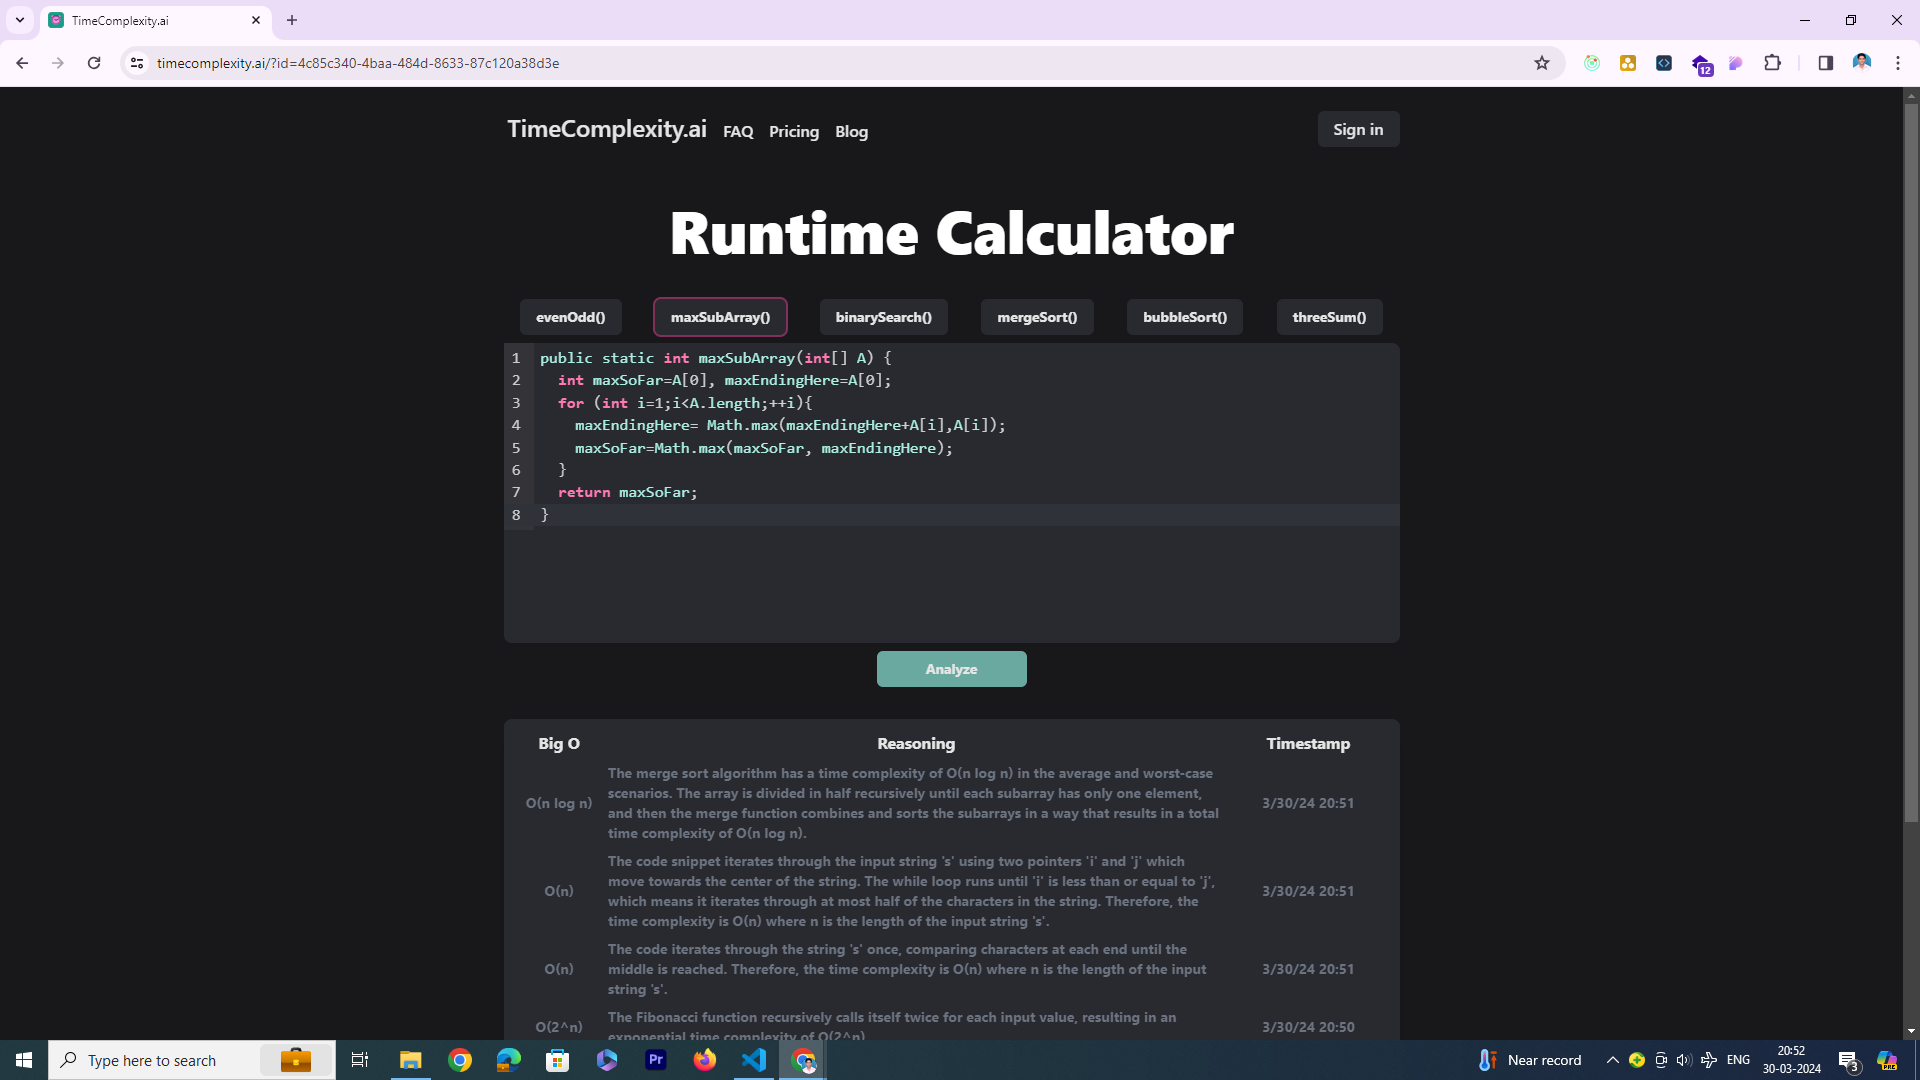 TimeComplexity.ai
timecomplexity.ai/?id=4c85c340-4baa-484d-8633-87c120a38d3e
12
TimeComplexity.ai FAQ Pricing Blog Sign in
Runtime Calculator
evenOdd() maxSubArray() binarySearch() mergeSort() bubbleSort() threeSum()
1 public static int maxSubArray(int[] A) {
2 int maxSoFar=A[0], maxEndingHere=A[0];
3 for (int i=1;i<A.length;++i){
4 maxEndingHere= Math.max(maxEndingHere+A[i],A[i]);
5 maxSoFar=Math.max(maxSoFar, maxEndingHere);
6 }
7 return maxSoFar;
8 }
Analyze
Big O Reasoning Timestamp
The merge sort algorithm has a time complexity of O(n log n) in the average and worst-case
scenarios. The array is divided in half recursively until each subarray has only one element,
O(n log n) 3/30/24 20:51
and then the merge function combines and sorts the subarrays in a way that results in a total
time complexity of O(n log n).
The code snippet iterates through the input string 's' using two pointers 'i' and 'j' which
move towards the center of the string. The while loop runs until 'i' is less than or equal to 'j',
O(n) 3/30/24 20:51
which means it iterates through at most half of the characters in the string. Therefore, the
time complexity is O(n) where n is the length of the input string 's'.
The code iterates through the string 's' once, comparing characters at each end until the
O(n) middle is reached. Therefore, the time complexity is O(n) where n is the length of the input 3/30/24 20:51
string 's'.
The Fibonacci function recursively calls itself twice for each input value, resulting in an
O(2^n) 3/30/24 20:50
exponential time complexity of O(2^n)
Type here to search
Pr
Near record
ENG
20:52
30-03-2024
3
PRE